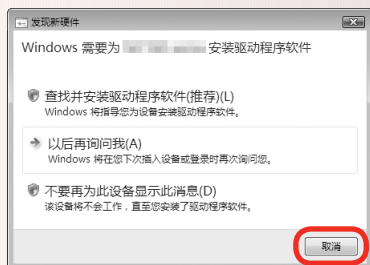 发现新硬件
Windows 需要为 安装驱动程序软件
查找并安装驱动程序软件(推荐)(L)
Windows 将指导您为设备安装驱动程序软件。
以后再询问我(A)
Windows 将在您下次插入设备或登录时再次询问您。
不要再为此设备显示此消息(D)
该设备将不会工作，直至您安装了驱动程序软件。
取消